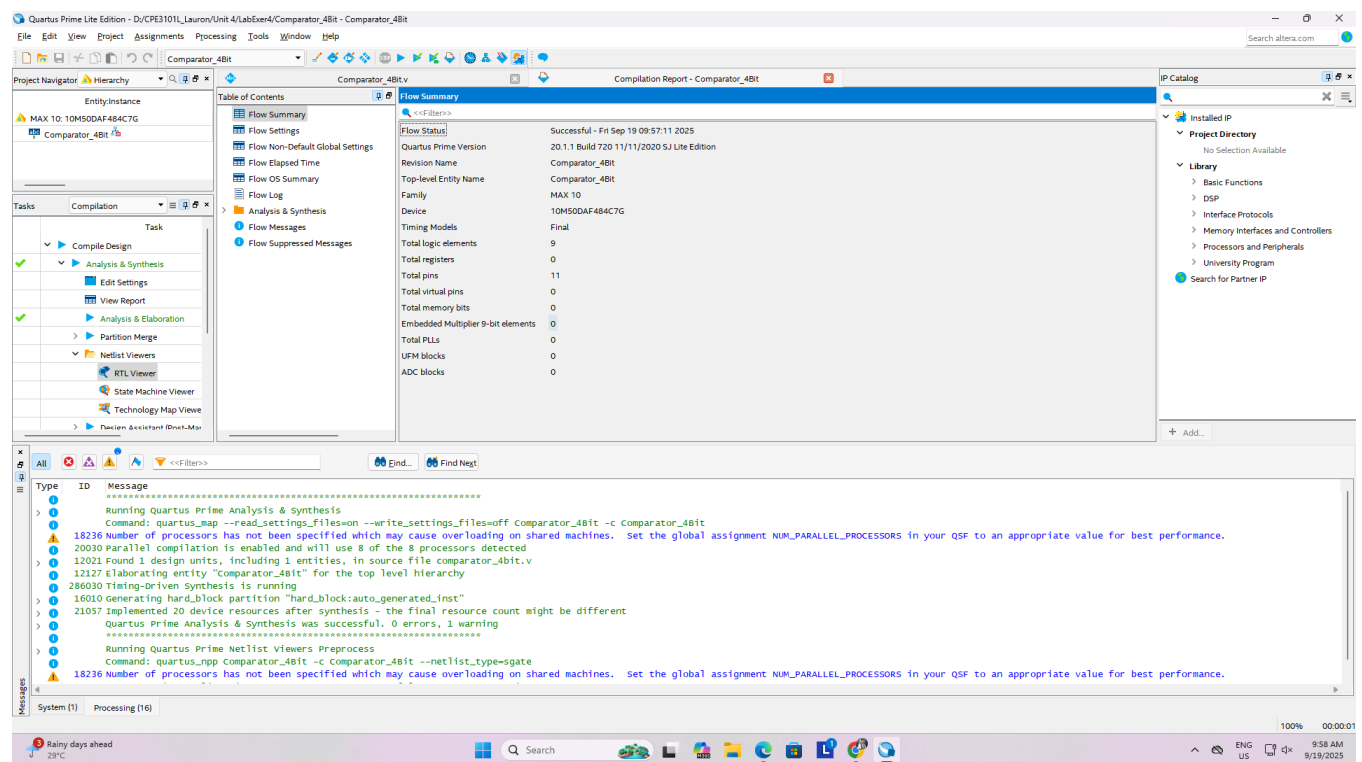 Quartus Prime Lite Edition - D:/CPE3101L_Lauron/Unit 4/LabExer4/Comparator_4Bit - Comparator_4Bit
File Edit View Project Assignments Processing Tools Window Help
Search altera.com
Comparator_4Bit
Project Navigator Hierarchy
Entity:Instance
MAX 10: 10M50DAF484C7G
Comparator_4Bit
Tasks Compilation
Task
Compile Design
Analysis & Synthesis
Edit Settings
View Report
Analysis & Elaboration
Partition Merge
Netlist Viewers
RTL Viewer
State Machine Viewer
Technology Map Viewe
Design Assistant (Post-Map
Comparator_4Bit.v
Compilation Report - Comparator_4Bit
Table of Contents
Flow Summary
Flow Settings
Flow Non-Default Global Settings
Flow Elapsed Time
Flow OS Summary
Flow Log
Analysis & Synthesis
Flow Messages
Flow Suppressed Messages
Flow Summary
<<Filter>>
Flow Status Successful - Fri Sep 19 09:57:11 2025
Quartus Prime Version 20.1.1 Build 720 11/11/2020 SJ Lite Edition
Revision Name Comparator_4Bit
Top-level Entity Name Comparator_4Bit
Family MAX 10
Device 10M50DAF484C7G
Timing Models Final
Total logic elements 9
Total registers 0
Total pins 11
Total virtual pins 0
Total memory bits 0
Embedded Multiplier 9-bit elements 0
Total PLLs 0
UFM blocks 0
ADC blocks 0
IP Catalog
Installed IP
Project Directory
No Selection Available
Library
Basic Functions
DSP
Interface Protocols
Memory Interfaces and Controllers
Processors and Peripherals
University Program
Search for Partner IP
+ Add...
All <<Filter>> Find... Find Next
Type ID Message
*******************************************************************
Running Quartus Prime Analysis & Synthesis
Command: quartus_map --read_settings_files=on --write_settings_files=off Comparator_4Bit -c Comparator_4Bit
18236 Number of processors has not been specified which may cause overloading on shared machines. Set the global assignment NUM_PARALLEL_PROCESSORS in your QSF to an appropriate value for best performance.
20030 Parallel compilation is enabled and will use 8 of the 8 processors detected
12021 Found 1 design units, including 1 entities, in source file comparator_4bit.v
12127 Elaborating entity "Comparator_4Bit" for the top level hierarchy
286030 Timing-Driven Synthesis is running
16010 Generating hard_block partition "hard_block:auto_generated_inst"
21057 Implemented 20 device resources after synthesis - the final resource count might be different
Quartus Prime Analysis & Synthesis was successful. 0 errors, 1 warning
*******************************************************************
Running Quartus Prime Netlist Viewers Preprocess
Command: quartus_npp Comparator_4Bit -c Comparator_4Bit --netlist_type=sgate
18236 Number of processors has not been specified which may cause overloading on shared machines. Set the global assignment NUM_PARALLEL_PROCESSORS in your QSF to an appropriate value for best performance.
Messages
System (1) Processing (16)
100% 00:00:01
3
Rainy days ahead
29°C
Search
ENG
US
9:58 AM
9/19/2025